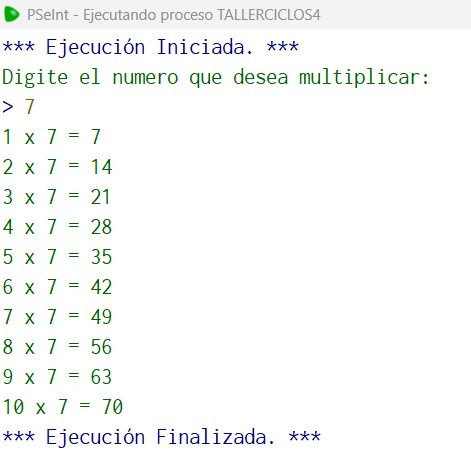 PSeInt - Ejecutando proceso TALLERCICLOS4
*** Ejecución Iniciada. ***
Digite el numero que desea multiplicar:
> 7
1 x 7 = 7
2 x 7 = 14
3 x 7 = 21
4 x 7 = 28
5 x 7 = 35
6 x 7 = 42
7 x 7 = 49
8 x 7 = 56
9 x 7 = 63
10 x 7 = 70
*** Ejecución Finalizada. ***